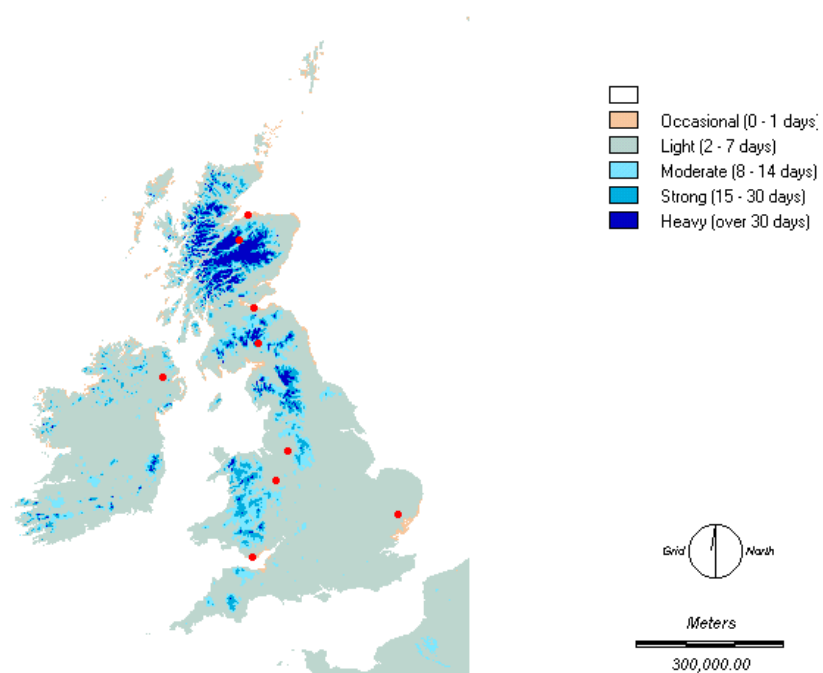 Occasional (0 - 1 days)
Light (2 - 7 days)
Moderate (8 - 14 days)
Strong (15 - 30 days)
Heavy (over 30 days)
Grid North
Meters
300,000.00